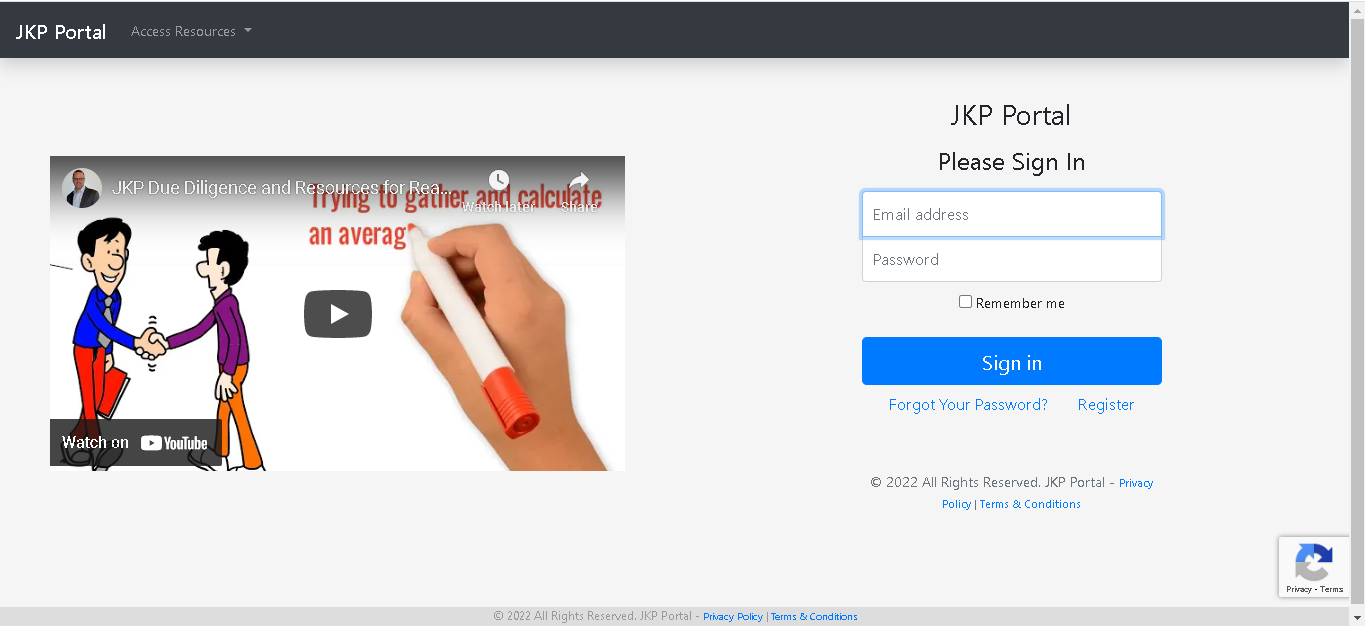 JKP Portal
Access Resources
JKP Due Diligence and Resources for Rea...
Watch later
Share
Trying to gather and calculate
an averag
Watch on YouTube
JKP Portal
Please Sign In
Email address
Password
Remember me
Sign in
Forgot Your Password?
Register
© 2022 All Rights Reserved. JKP Portal - Privacy
Policy | Terms & Conditions
Privacy - Terms
© 2022 All Rights Reserved. JKP Portal - Privacy Policy | Terms & Conditions